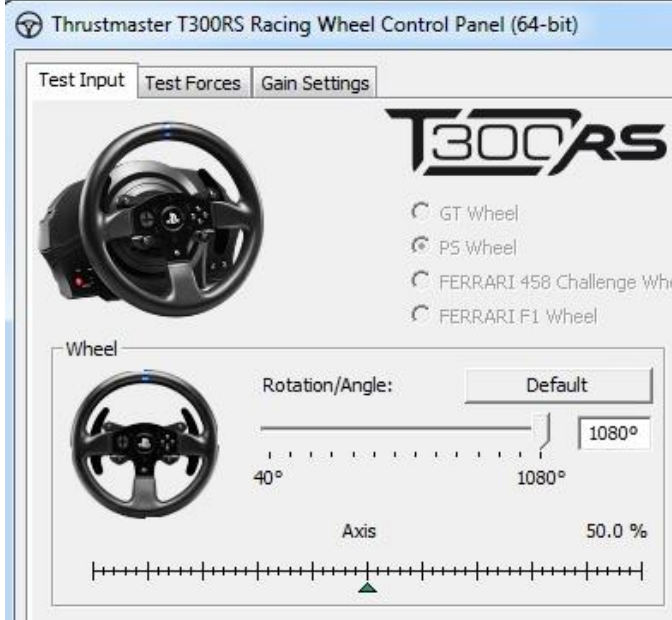 Thrustmaster T300RS Racing Wheel Control Panel (64-bit)
Test Input Test Forces Gain Settings
T300RS
GT Wheel
PS Wheel
FERRARI 458 Challenge Whe
FERRARI F1 Wheel
Wheel
Rotation/Angle: Default
1080°
40° 1080°
Axis 50.0 %